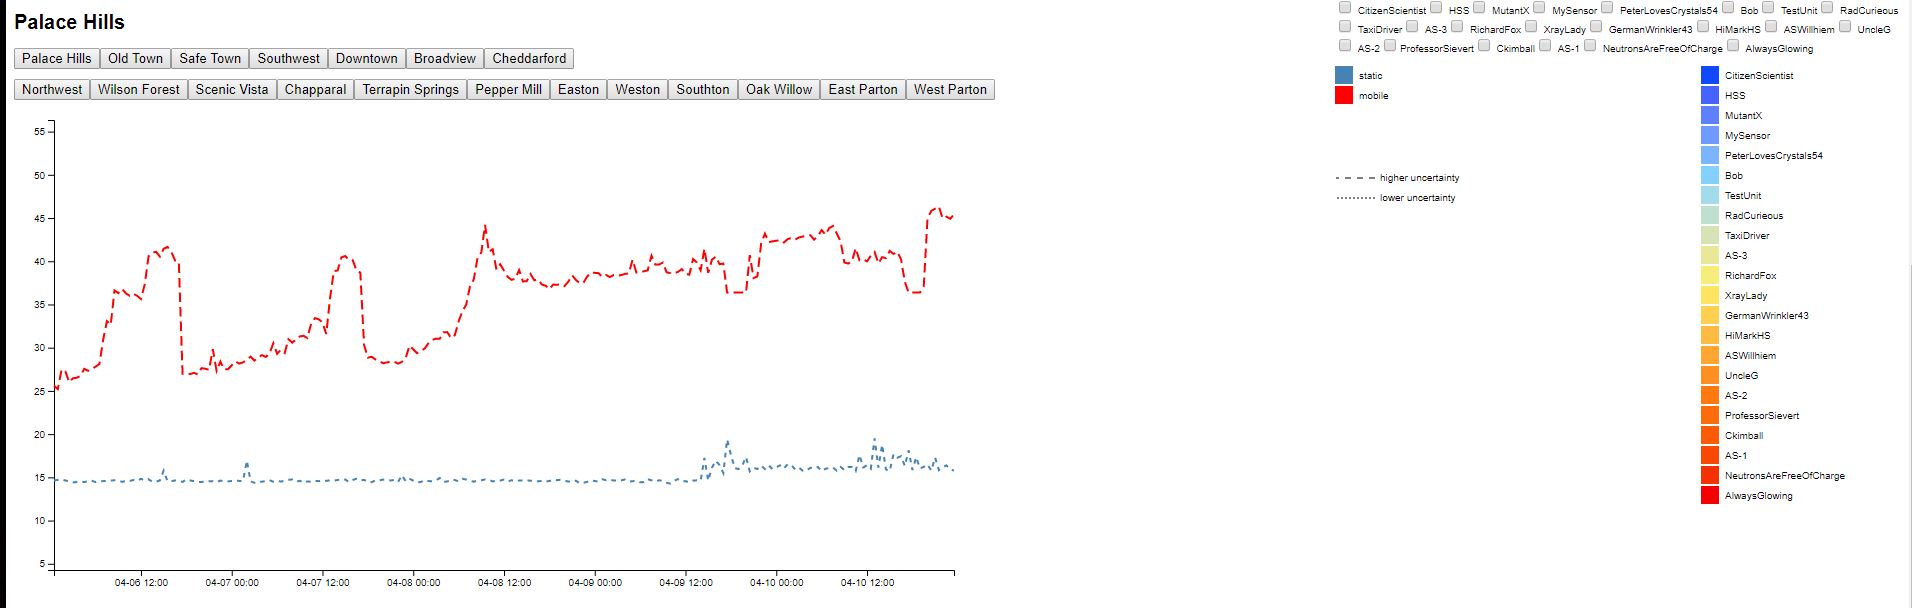 Palace Hills
Palace Hills Old Town Safe Town Southwest Downtown Broadview Cheddarford
Northwest Wilson Forest Scenic Vista Chapparal Terrapin Springs Pepper Mill Easton Weston Southton Oak Willow East Parton West Parton
55
50
45
40
35
30
25
20
15
10
5
04-06 12:00 04-07 00:00 04-07 12:00 04-08 00:00 04-08 12:00 04-09 00:00 04-09 12:00 04-10 00:00 04-10 12:00
CitizenScientist HSS MutantX MySensor PeterLovesCrystals54 Bob TestUnit RadCurieous
TaxiDriver AS-3 RichardFox XrayLady GermanWrinkler43 HiMarkHS ASWillhiem UncleG
AS-2 ProfessorSievert Ckimball AS-1 NeutronsAreFreeOfCharge AlwaysGlowing
static
mobile
higher uncertainty
lower uncertainty
CitizenScientist
HSS
MutantX
MySensor
PeterLovesCrystals54
Bob
TestUnit
RadCurieous
TaxiDriver
AS-3
RichardFox
XrayLady
GermanWrinkler43
HiMarkHS
ASWillhiem
UncleG
AS-2
ProfessorSievert
Ckimball
AS-1
NeutronsAreFreeOfCharge
AlwaysGlowing